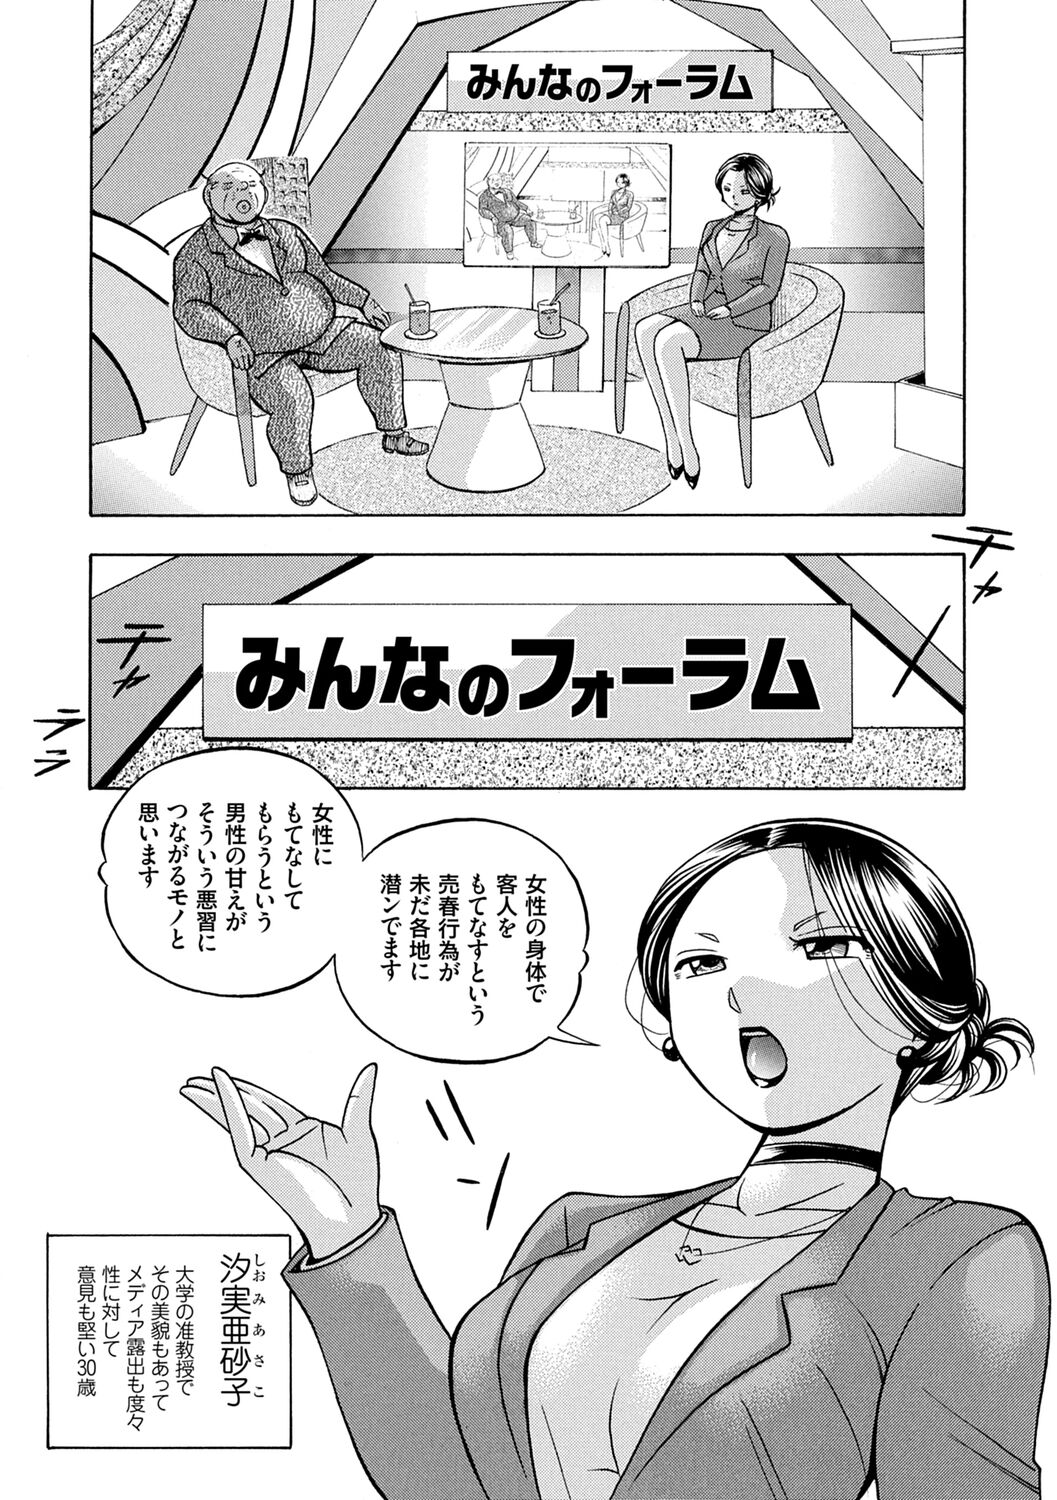 みんなのフォーラム
テャ
みんなのフォーラム
テャ
ララ
女性の身体で
客人を
もてなすという
売春行為が
未だ各地に
潜ンでます
女性に
もてなして
もらうという
男性の甘えが
そういう悪習に
つながるモノと
思います
汐実亜砂子
しおみあさこ
大学の准教授で
その美貌もあって
メディア露出も度々
性に対して
意見も堅い30歳